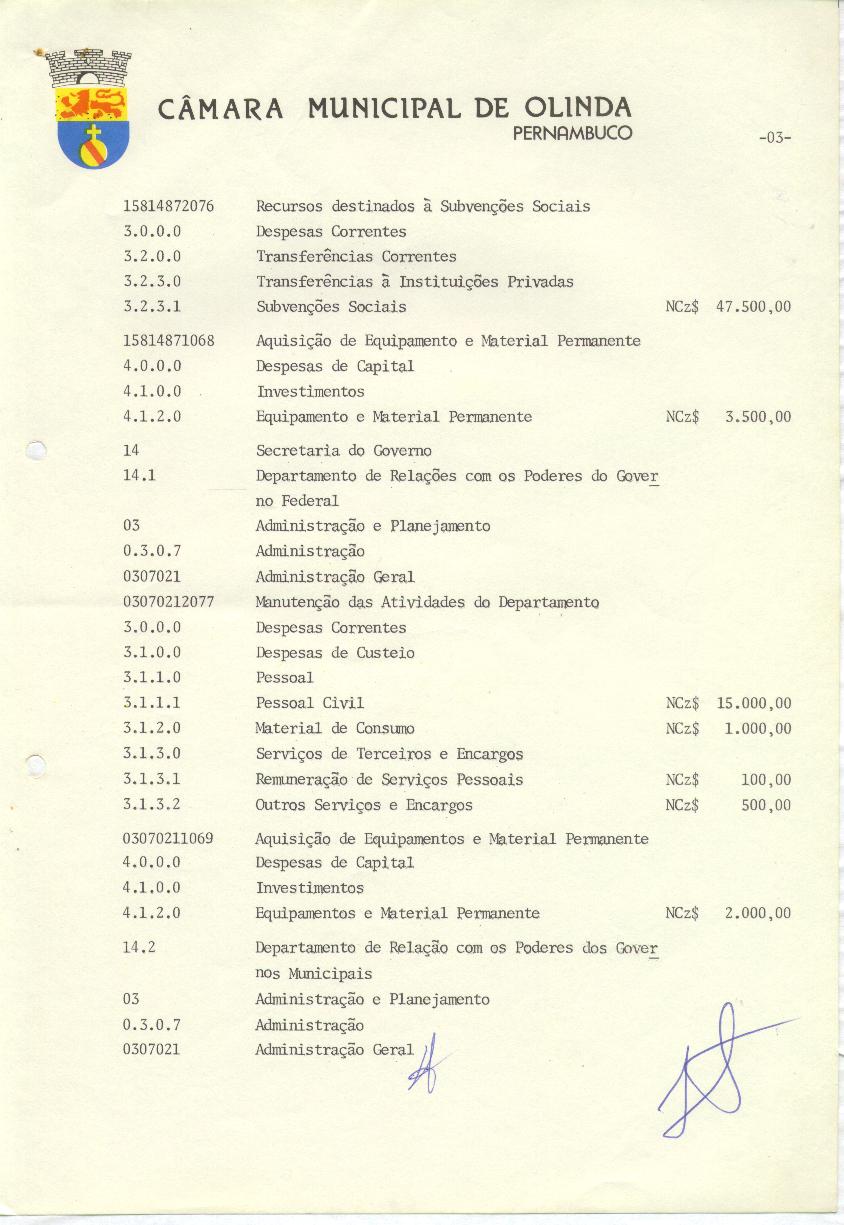 CÂMARA MUNICIPAL DE OLINDA
PERNAMBUCO
-03-
15814872076 Recursos destinados à Subvenções Sociais
3.0.0.0 Despesas Correntes
3.2.0.0 Transferências Correntes
3.2.3.0 Transferências à Instituições Privadas
3.2.3.1 Subvenções Sociais NCz$ 47.500,00
15814871068 Aquisição de Equipamento e Material Permanente
4.0.0.0 Despesas de Capital
4.1.0.0 Investimentos
4.1.2.0 Equipamento e Material Permanente NCz$ 3.500,00
14 Secretaria do Governo
14.1 Departamento de Relações com os Poderes do Gover
no Federal
03 Administração e Planejamento
0.3.0.7 Administração
0307021 Administração Geral
03070212077 Manutenção das Atividades do Departamento
3.0.0.0 Despesas Correntes
3.1.0.0 Despesas de Custeio
3.1.1.0 Pessoal
3.1.1.1 Pessoal Civil NCz$ 15.000,00
3.1.2.0 Material de Consumo NCz$ 1.000,00
3.1.3.0 Serviços de Terceiros e Encargos
3.1.3.1 Remuneração de Serviços Pessoais NCz$ 100,00
3.1.3.2 Outros Serviços e Encargos NCz$ 500,00
03070211069 Aquisição de Equipamentos e Material Permanente
4.0.0.0 Despesas de Capital
4.1.0.0 Investimentos
4.1.2.0 Equipamentos e Material Permanente NCz$ 2.000,00
14.2 Departamento de Relação com os Poderes dos Gover
nos Municipais
03 Administração e Planejamento
0.3.0.7 Administração
0307021 Administração Geral